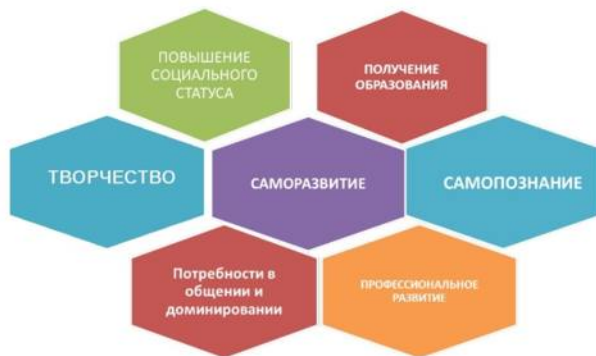 ПОВЫШЕНИЕ
СОЦИАЛЬНОГО
СТАТУСА
ПОЛУЧЕНИЕ
ОБРАЗОВАНИЯ
ТВОРЧЕСТВО
САМОРАЗВИТИЕ
САМОПОЗНАНИЕ
Потребности в
общении и
доминировании
ПРОФЕССИОНАЛЬНОЕ
РАЗВИТИЕ